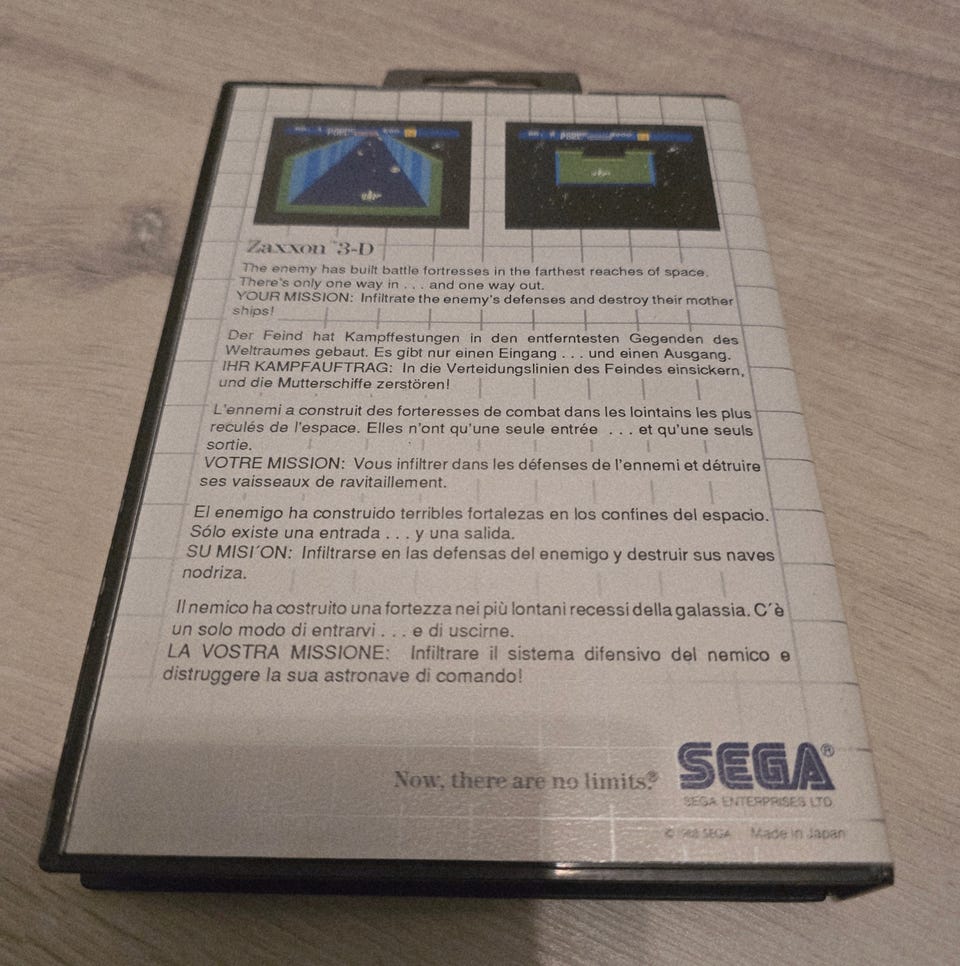 Zaxxon™3-D
The enemy has built battle fortresses in the farthest reaches of space.
There's only one way in . . . and one way out.
YOUR MISSION: Infiltrate the enemy's defenses and destroy their mother
ships!
Der Feind hat Kampffestungen in den entferntesten Gegenden des
Weltraumes gebaut. Es gibt nur einen Eingang . . . und einen Ausgang.
IHR KAMPFAUFTRAG: In die Verteidungslinien des Feindes einsickern,
und die Mutterschiffe zerstören!
L'ennemi a construit des forteresses de combat dans les lointains les plus
reculés de l'espace. Elles n'ont qu'une seule entrée . . . et qu'une seuls
sortie.
VOTRE MISSION: Vous infiltrer dans les défenses de l'ennemi et détruire
ses vaisseaux de ravitaillement.
El enemigo ha construido terribles fortalezas en los confines del espacio.
Sólo existe una entrada . . . y una salida.
SU MISI´ON: Infiltrarse en las defensas del enemigo y destruir sus naves
nodriza.
Il nemico ha costruito una fortezza nei più lontani recessi della galassia. C´è
un solo modo di entrarvi . . . e di uscirne.
LA VOSTRA MISSIONE: Infiltrare il sistema difensivo del nemico e
distruggere la sua astronave di comando!
Now, there are no limits.® SEGA®
SEGA ENTERPRISES LTD.
© 1988 SEGA Made in Japan